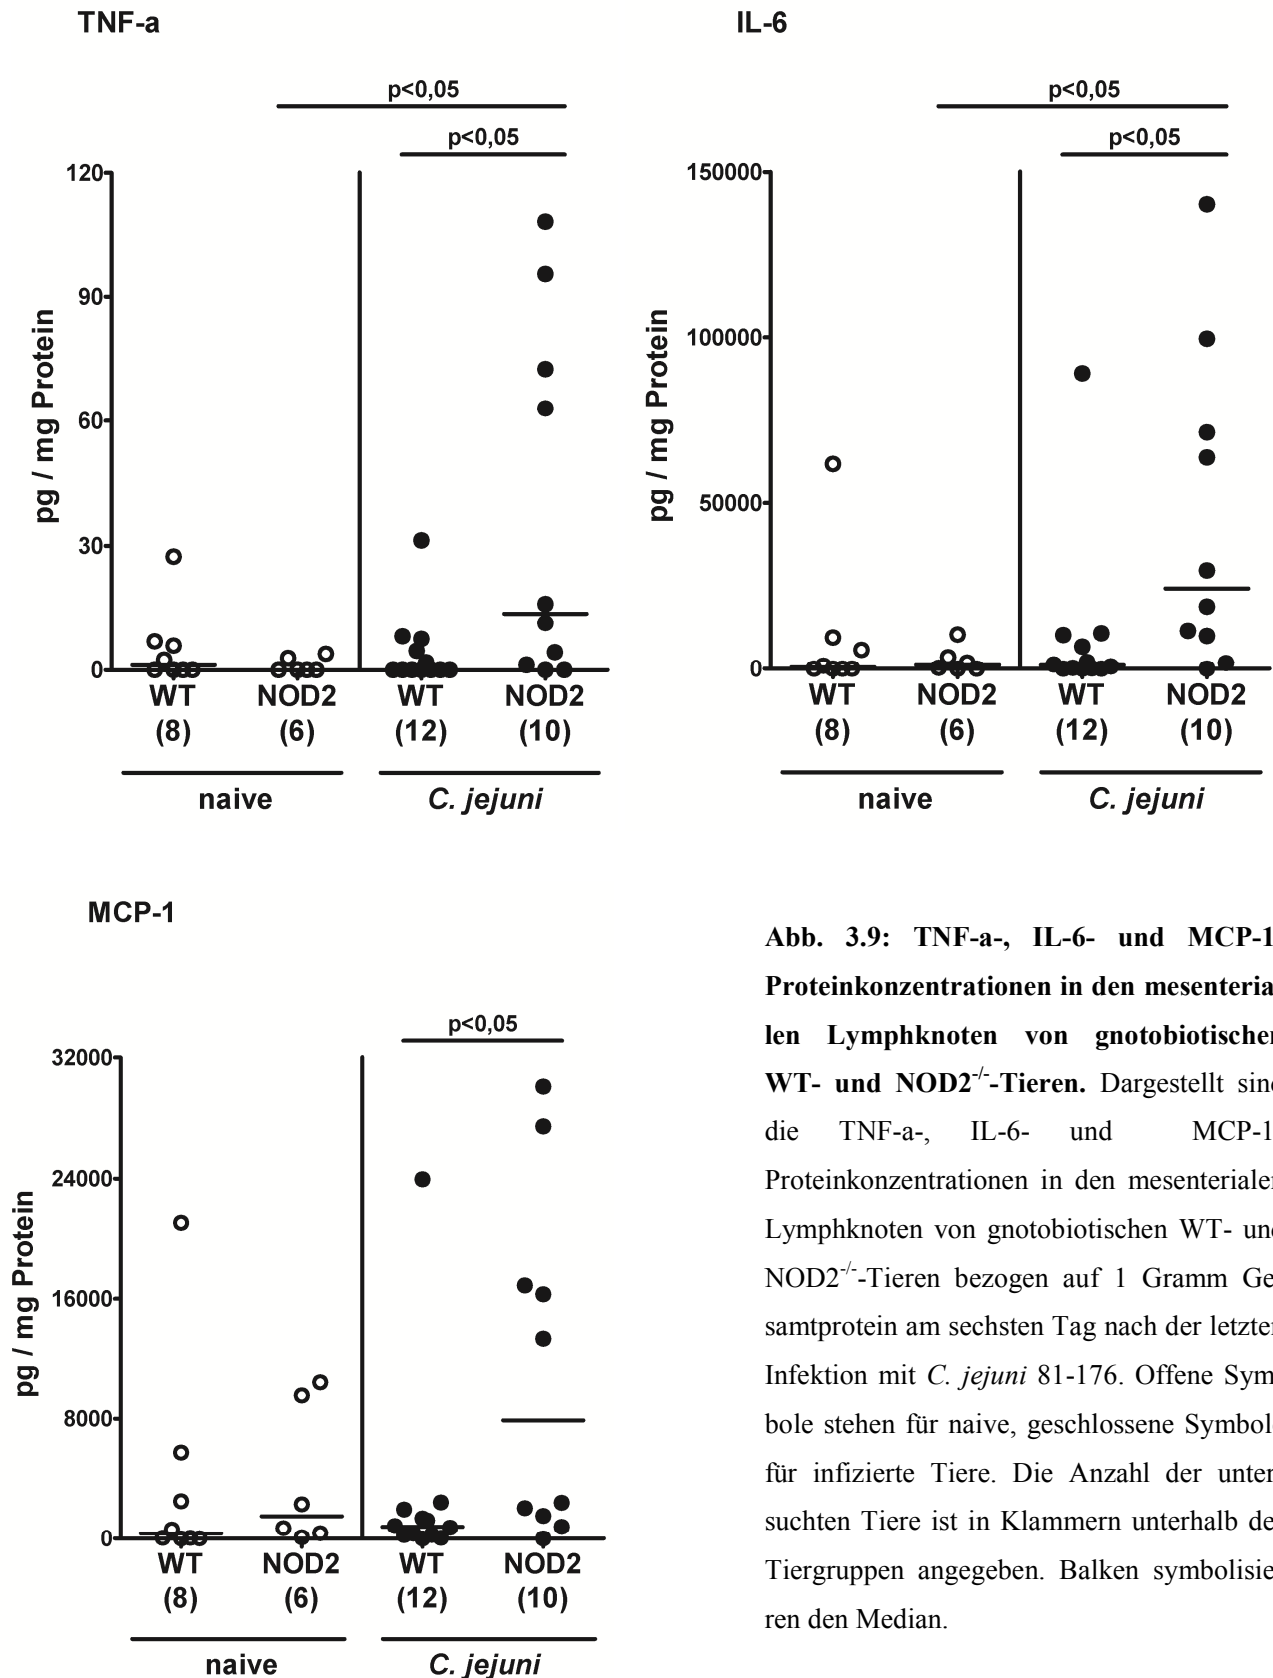 TNF-a
p<0,05
p<0,05
120
90
60
30
0
pg / mg Protein
WT NOD2 WT NOD2
(8) (6) (12) (10)
naive C. jejuni
IL-6
p<0,05
p<0,05
150000
100000
50000
0
pg / mg Protein
WT NOD2 WT NOD2
(8) (6) (12) (10)
naive C. jejuni
MCP-1
p<0,05
32000
24000
16000
8000
0
pg / mg Protein
WT NOD2 WT NOD2
(8) (6) (12) (10)
naive C. jejuni
Abb. 3.9: TNF-a-, IL-6- und MCP-1
Proteinkonzentrationen in den mesenteria
len Lymphknoten von gnotobiotischen
WT- und NOD2-/--Tieren. Dargestellt sind
die TNF-a-, IL-6- und MCP-1
Proteinkonzentrationen in den mesenterialen
Lymphknoten von gnotobiotischen WT- und
NOD2-/--Tieren bezogen auf 1 Gramm Ge
samtprotein am sechsten Tag nach der letzten
Infektion mit C. jejuni 81-176. Offene Sym
bole stehen für naive, geschlossene Symbole
für infizierte Tiere. Die Anzahl der unter
suchten Tiere ist in Klammern unterhalb der
Tiergruppen angegeben. Balken symbolisie
ren den Median.